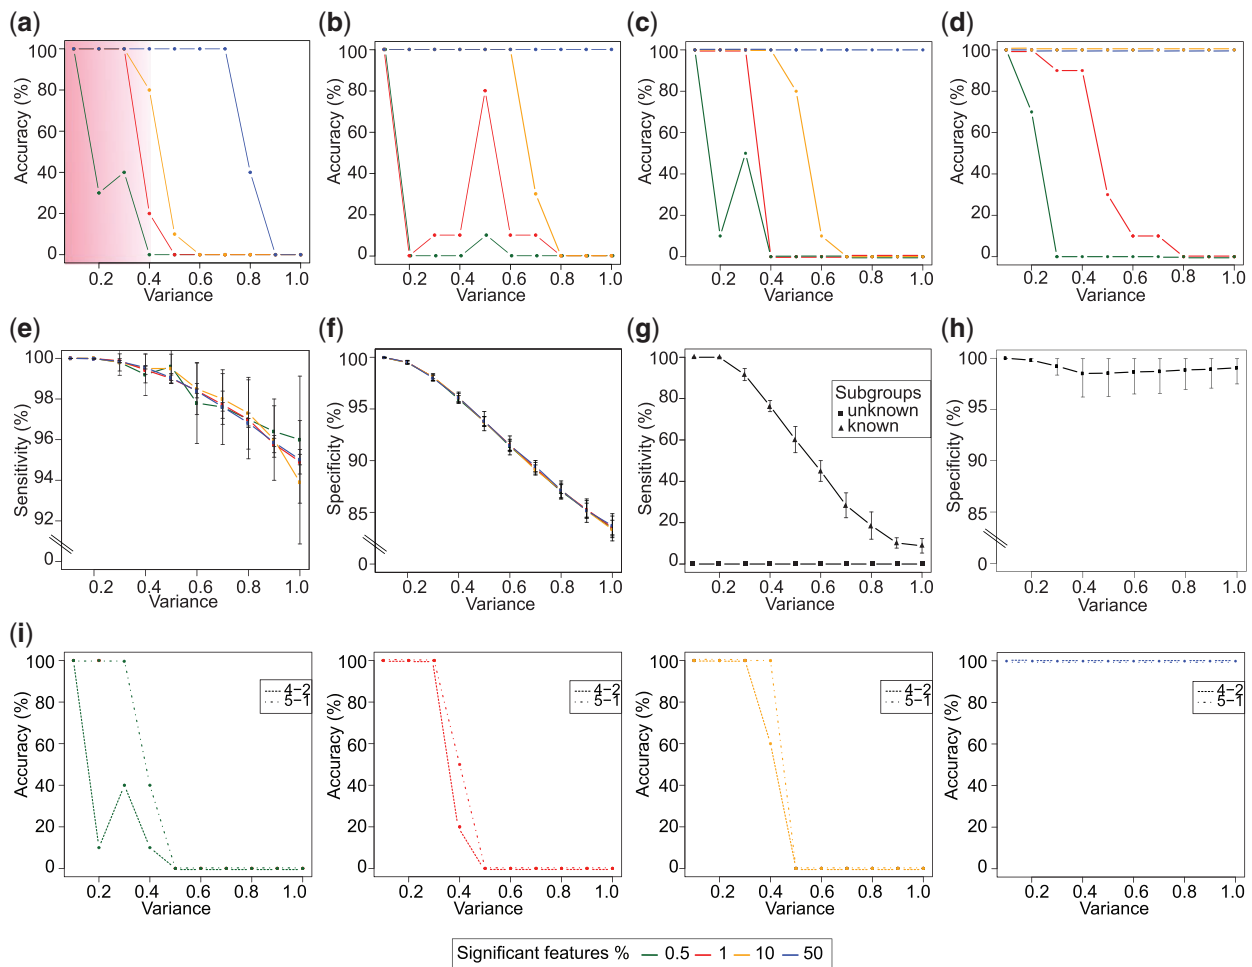 (a)
Accuracy (%)
100
80
60
40
20
0
0.2 0.4 0.6 0.8 1.0
Variance
(b)
Accuracy (%)
100
80
60
40
20
0
0.2 0.4 0.6 0.8 1.0
Variance
(c)
Accuracy (%)
100
80
60
40
20
0
0.2 0.4 0.6 0.8 1.0
Variance
(d)
Accuracy (%)
100
80
60
40
20
0
0.2 0.4 0.6 0.8 1.0
Variance
(e)
Sensitivity (%)
100
98
96
94
92
0
0.2 0.4 0.6 0.8 1.0
Variance
(f)
Specificity (%)
100
95
90
85
0
0.2 0.4 0.6 0.8 1.0
Variance
(g)
Sensitivity (%)
100
80
60
40
20
0
Subgroups
unknown
known
0.2 0.4 0.6 0.8 1.0
Variance
(h)
Specificity (%)
100
95
90
85
0
0.2 0.4 0.6 0.8 1.0
Variance
(i)
Accuracy (%)
100
80
60
40
20
0
4−2
5−1
0.2 0.4 0.6 0.8 1.0
Variance
Accuracy (%)
100
80
60
40
20
0
4−2
5−1
0.2 0.4 0.6 0.8 1.0
Variance
Accuracy (%)
100
80
60
40
20
0
4−2
5−1
0.2 0.4 0.6 0.8 1.0
Variance
Accuracy (%)
100
80
60
40
20
0
4−2
5−1
0.2 0.4 0.6 0.8 1.0
Variance
Significant features % 0.5 1 10 50